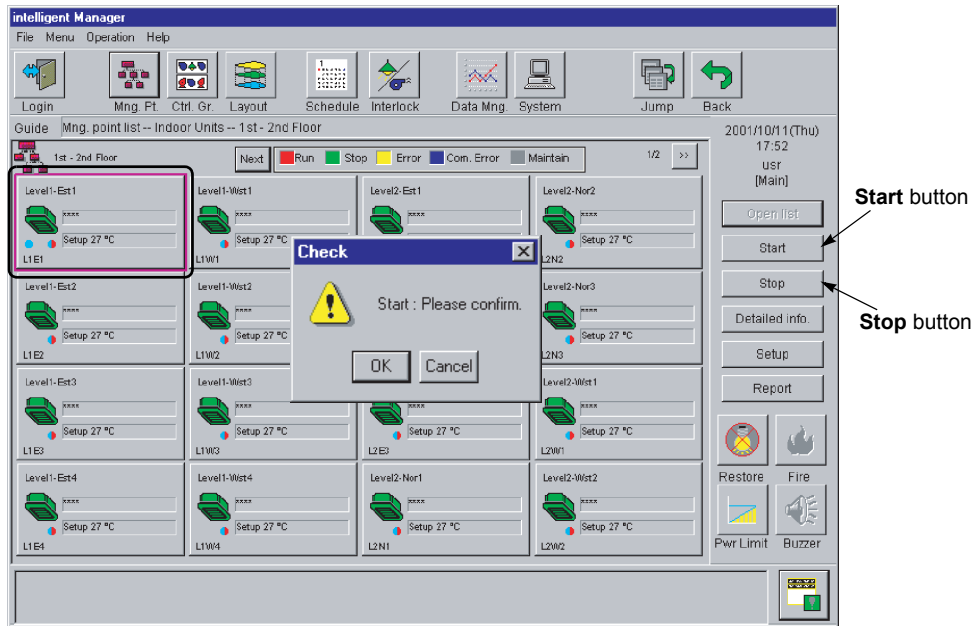 intelligent Manager
File Menu Operation Help
Login Mng. Pt. Ctrl. Gr. Layout Schedule Interlock Data Mng. System Jump Back
Guide Mng. point list -- Indoor Units -- 1st - 2nd Floor
2001/10/11(Thu)
17:52
usr
[Main]
1st - 2nd Floor Next Run Stop Error Com. Error Maintain 1/2 >>
Level1-Est1 Level1-Wst1 Level2-Est1 Level2-Nor2
**** **** **** ****
Setup 27 °C Setup 27 °C Setup 27 °C
L1E1 L1W1 L2N2
Level1-Est2 Level1-Wst2 Level2-Nor3
**** **** ****
Setup 27 °C Setup 27 °C Setup 27 °C
L1E2 L1W2 L2N3
Level1-Est3 Level1-Wst3 Level2-Wst1
**** **** **** ****
Setup 27 °C Setup 27 °C Setup 27 °C Setup 27 °C
L1E3 L1W3 L2E3 L2W1
Level1-Est4 Level1-Wst4 Level2-Nor1 Level2-Wst2
**** **** **** ****
Setup 27 °C Setup 27 °C Setup 27 °C Setup 27 °C
L1E4 L1W4 L2N1 L2W2
Check
Start : Please confirm.
OK Cancel
Open list
Start
Stop
Detailed info.
Setup
Report
Restore Fire
Pwr Limit Buzzer
Start button
Stop button